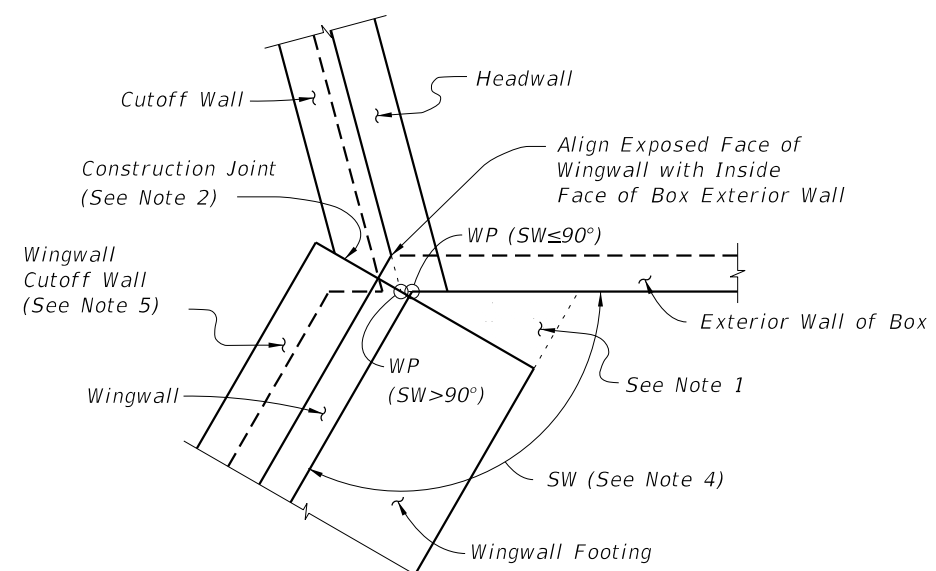 Headwall
Cutoff Wall
Align Exposed Face of
Wingwall with Inside
Face of Box Exterior Wall
Construction Joint
(See Note 2)
WP (SW≤90°)
Wingwall
Cutoff Wall
(See Note 5)
Exterior Wall of Box
WP
(SW>90°)
See Note 1
Wingwall
SW (See Note 4)
Wingwall Footing